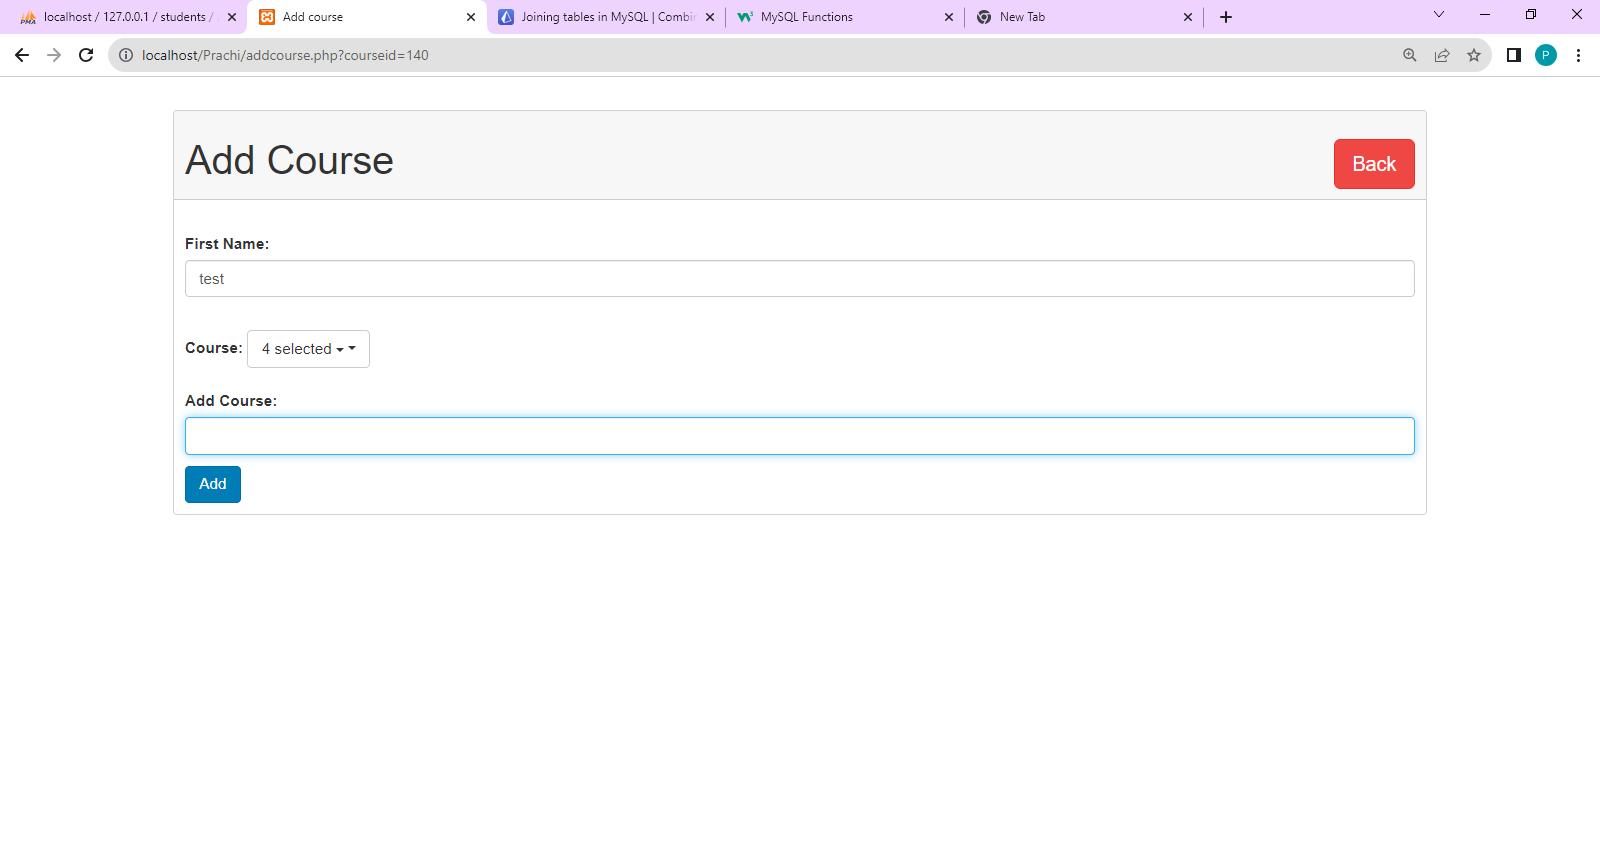 localhost / 127.0.0.1 / students /
Add course
Joining tables in MySQL | Combin
MySQL Functions
New Tab
localhost/Prachi/addcourse.php?courseid=140
P
Add Course
Back
First Name:
test
Course: 4 selected
Add Course:
Add